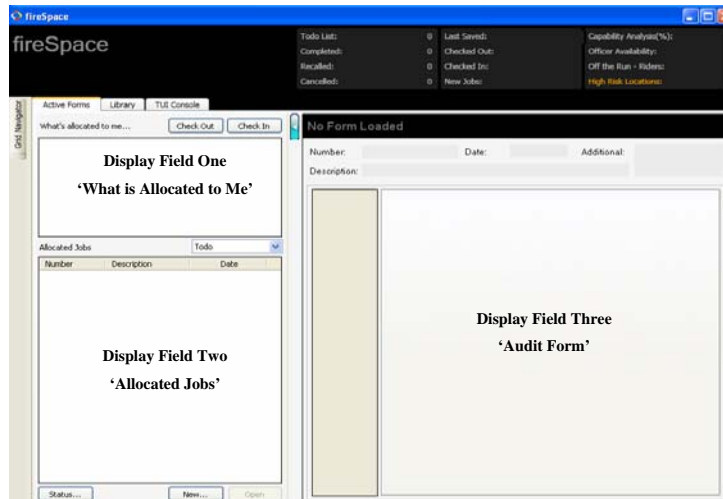 fireSpace
fireSpace
Todo List: 0
Completed: 0
Recalled: 0
Cancelled: 0
Last Saved:
Checked Out:
Checked In:
New Jobs:
Capability Analysis(%):
Officer Availability:
Off the Run - Riders:
High Risk Locations:
Grid Navigator
Active Forms Library TUI Console
What's allocated to me... Check Out Check In
Display Field One
‘What is Allocated to Me’
Allocated Jobs Todo
Number Description Date
Display Field Two
‘Allocated Jobs’
Status... New... Open
No Form Loaded
Number: Date: Additional:
Description:
Display Field Three
‘Audit Form’